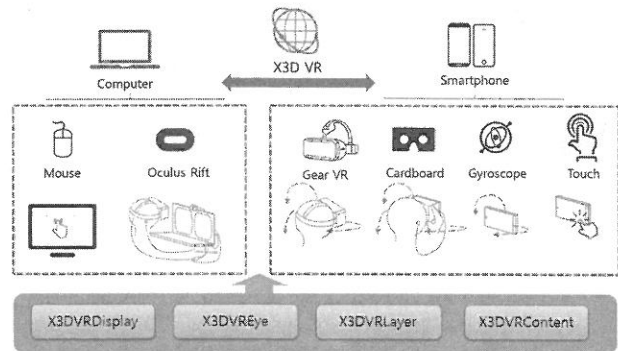 X3D VR
Computer
Smartphone
Mouse
Oculus Rift
Gear VR
Cardboard
Gyroscope
Touch
X3DVRDisplay
X3DVREye
X3DVRLayer
X3DVRContent